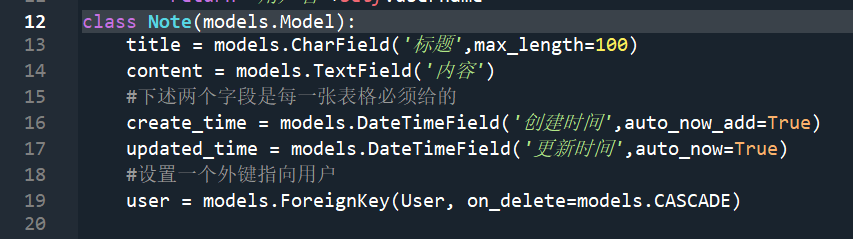 12 class Note(models.Model):
13 title = models.CharField('标题',max_length=100)
14 content = models.TextField('内容')
15 #下述两个字段是每一张表格必须给的
16 create_time = models.DateTimeField('创建时间',auto_now_add=True)
17 updated_time = models.DateTimeField('更新时间',auto_now=True)
18 #设置一个外键指向用户
19 user = models.ForeignKey(User, on_delete=models.CASCADE)
20